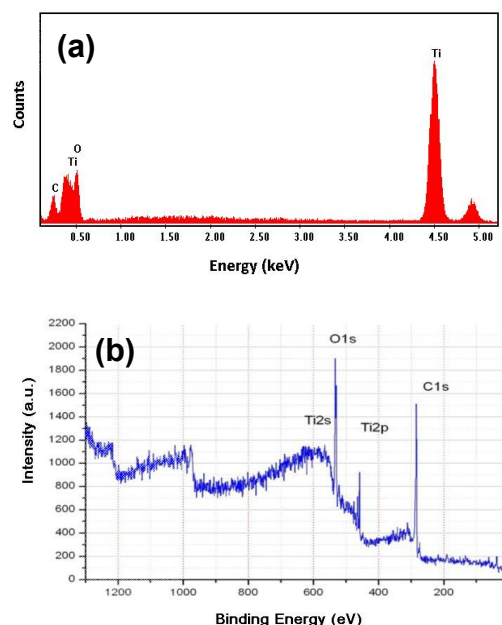 (a)
Ti
Counts
O
Ti
C
0.50 1.00 1.50 2.00 2.50 3.00 3.50 4.00 4.50 5.00
Energy (keV)
2200
(b)
O1s
2000
1800
C1s
1600
1400
Ti2s Ti2p
1200
1000
800
600
400
200
0
Intensity (a.u.)
1200 1000 800 600 400 200
Binding Energy (eV)